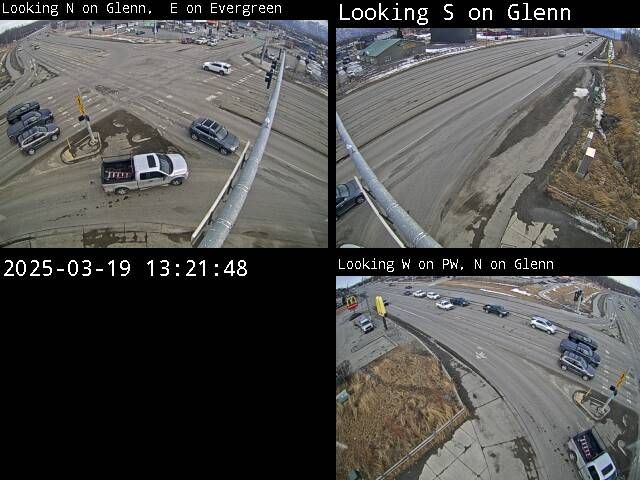 Looking N on Glenn,  E on Evergreen
Looking S on Glenn
2025-03-19 13:21:48
Looking W on PW, N on Glenn